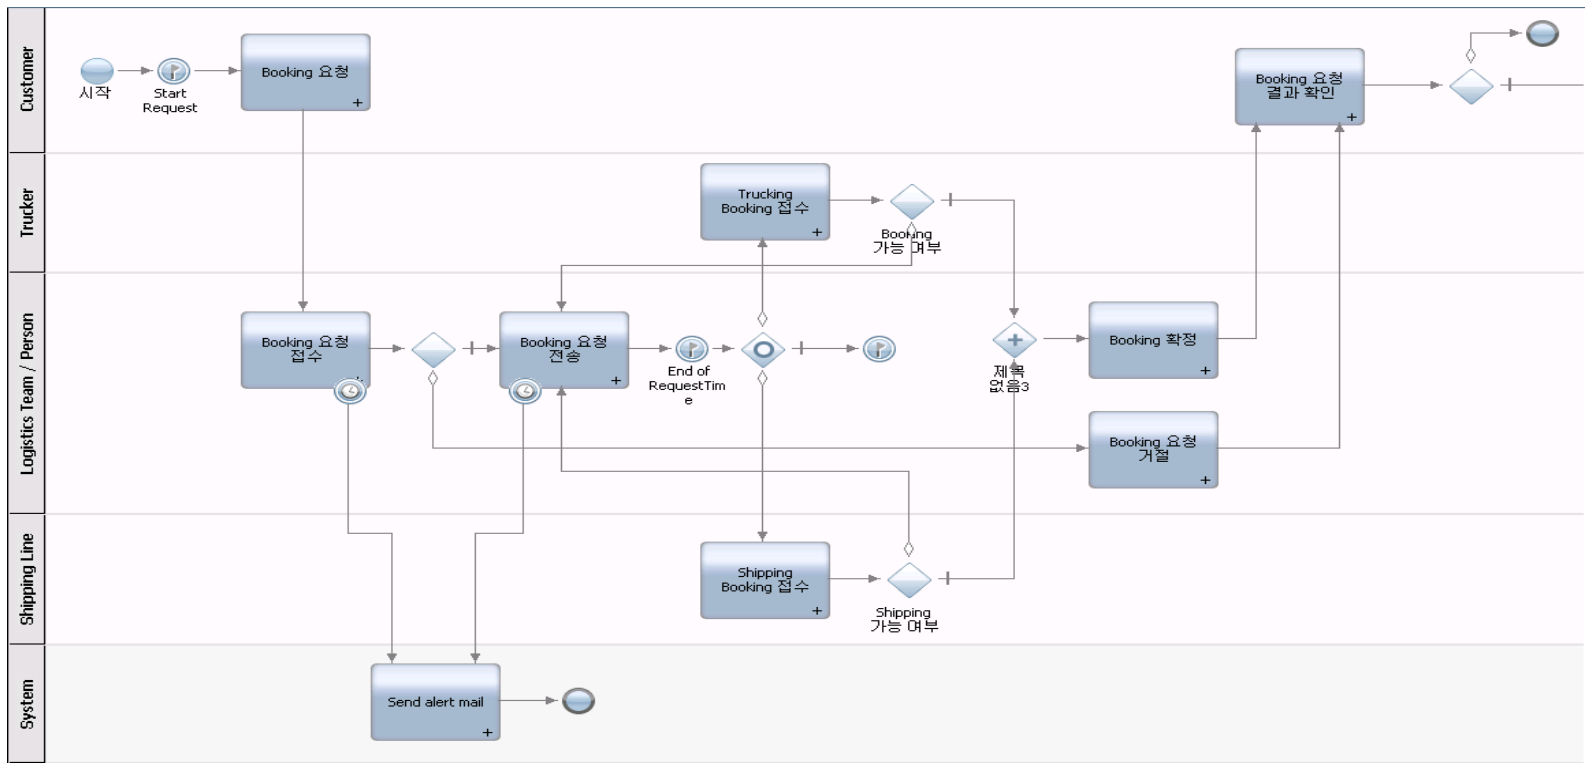 Customer
시작
Start
Request
Booking 요청
Booking 요청
결과 확인
Trucker
Trucking
Booking 접수
Booking
가능 여부
Logistics Team / Person
Booking 요청
접수
Booking 요청
전송
End of
RequestTim
e
제목
없음3
Booking 확정
Booking 요청
거절
Shipping Line
Shipping
Booking 접수
Shipping
가능 여부
System
Send alert mail